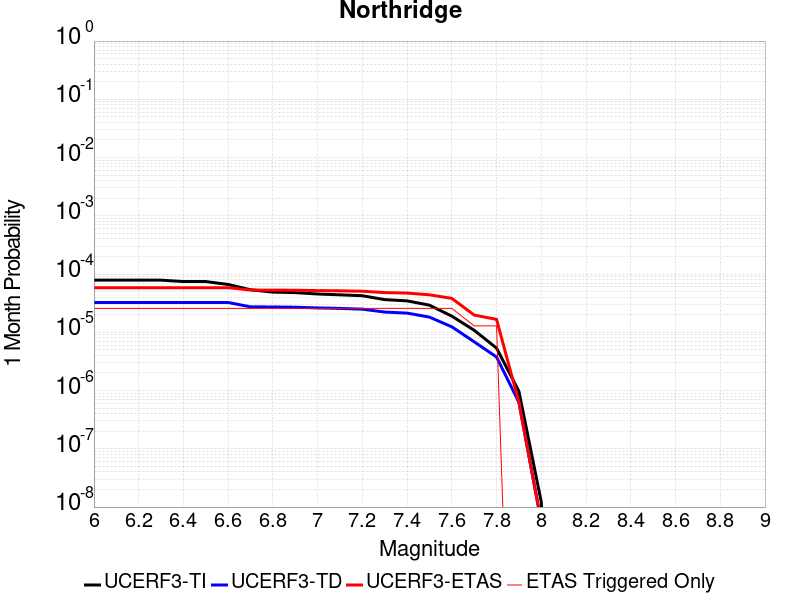 Northridge
10^0
10^-1
10^-2
10^-3
10^-4
10^-5
10^-6
10^-7
10^-8
1 Month Probability
6 6.2 6.4 6.6 6.8 7 7.2 7.4 7.6 7.8 8 8.2 8.4 8.6 8.8 9
Magnitude
UCERF3-TI UCERF3-TD UCERF3-ETAS ETAS Triggered Only